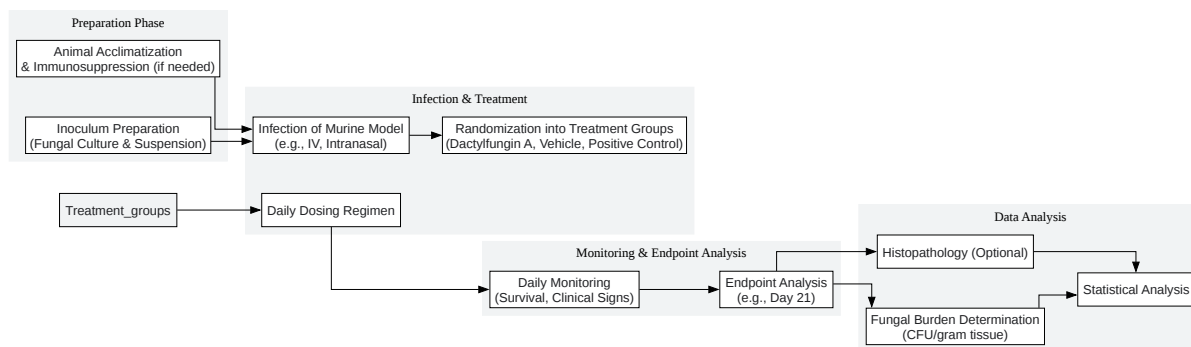 Preparation Phase
Animal Acclimatization
& Immunosuppression (if needed)
Inoculum Preparation
(Fungal Culture & Suspension)
Infection & Treatment
Infection of Murine Model
(e.g., IV, Intranasal)
Randomization into Treatment Groups
(Dactylfungin A, Vehicle, Positive Control)
Treatment_groups
Daily Dosing Regimen
Monitoring & Endpoint Analysis
Daily Monitoring
(Survival, Clinical Signs)
Endpoint Analysis
(e.g., Day 21)
Data Analysis
Histopathology (Optional)
Fungal Burden Determination
(CFU/gram tissue)
Statistical Analysis